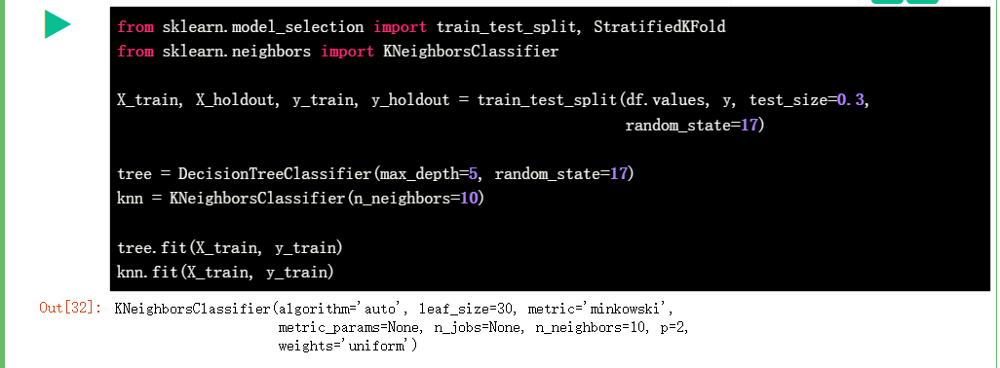 from sklearn.model_selection import train_test_split, StratifiedKFold
from sklearn.neighbors import KNeighborsClassifier
X_train, X_holdout, y_train, y_holdout = train_test_split(df.values, y, test_size=0.3,
random_state=17)
tree = DecisionTreeClassifier(max_depth=5, random_state=17)
knn = KNeighborsClassifier(n_neighbors=10)
tree.fit(X_train, y_train)
knn.fit(X_train, y_train)
Out[32]: KNeighborsClassifier(algorithm='auto', leaf_size=30, metric='minkowski',
metric_params=None, n_jobs=None, n_neighbors=10, p=2,
weights='uniform')